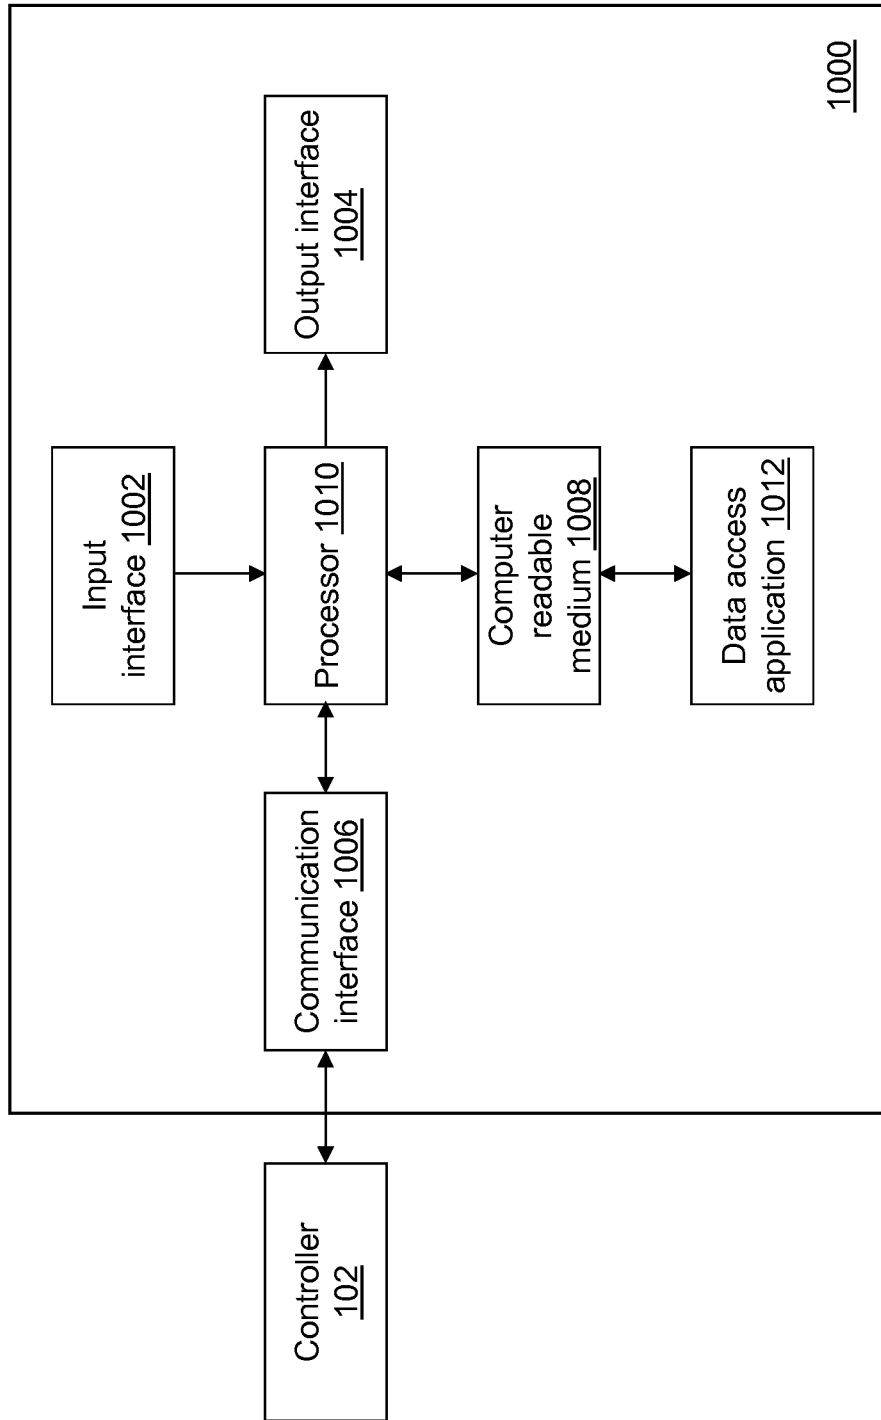 Input
interface 1002
Controller
102
Communication
interface 1006
Processor 1010
Output interface
1004
Computer
readable
medium 1008
Data access
application 1012
1000